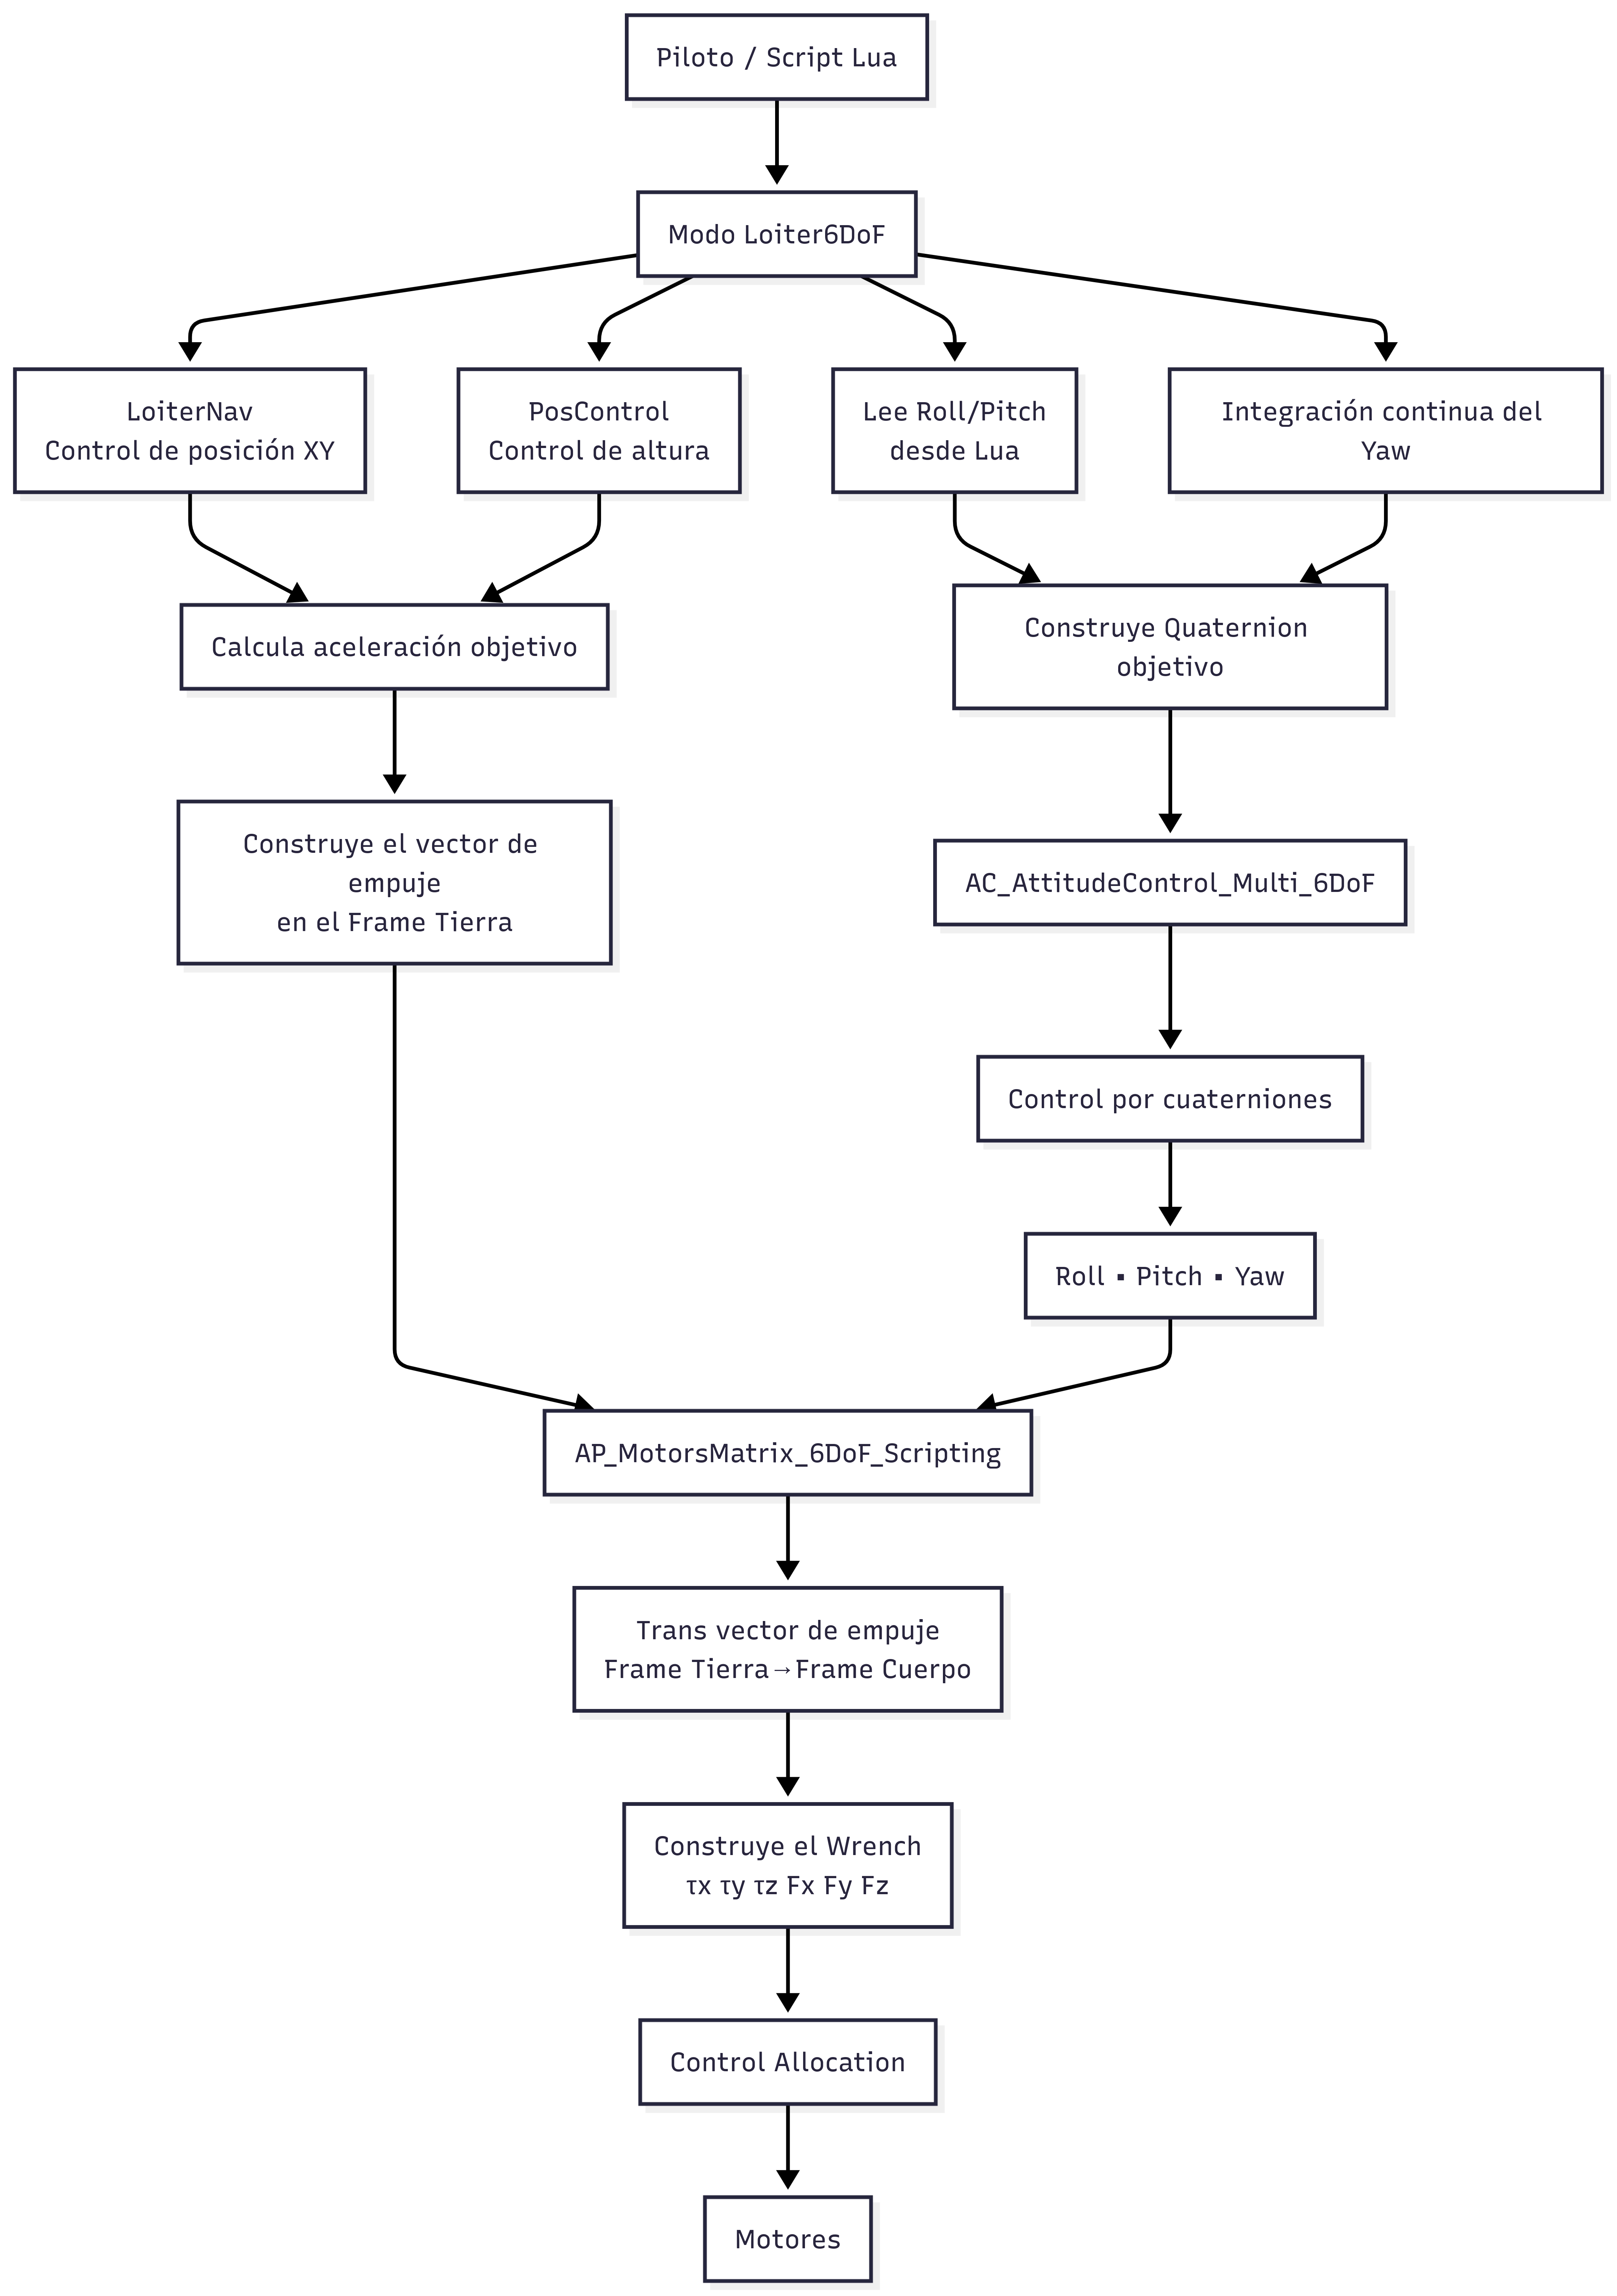 Piloto / Script Lua
Modo Loiter6DoF
LoiterNav
Control de posición XY
PosControl
Control de altura
Lee Roll/Pitch
desde Lua
Integración continua del
Yaw
Calcula aceleración objetivo
Construye Quaternion
objetivo
Construye el vector de
empuje
en el Frame Tierra
AC_AttitudeControl_Multi_6DoF
Control por cuaterniones
Roll ▪ Pitch ▪ Yaw
AP_MotorsMatrix_6DoF_Scripting
Trans vector de empuje
Frame Tierra→Frame Cuerpo
Construye el Wrench
τx τy τz Fx Fy Fz
Control Allocation
Motores